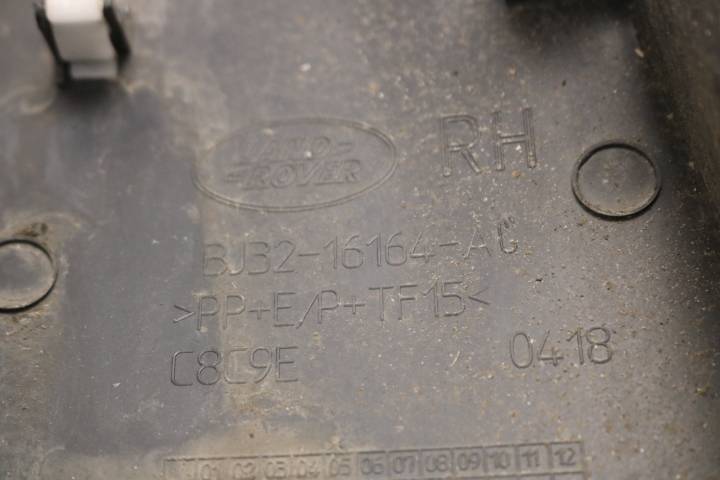 LAND-
-ROVER
RH
BJ32-16164-AC
>PP+E/P+TF15<
C8C9E 0418
01 02 03 04 05 06 07 08 09 10 11 12